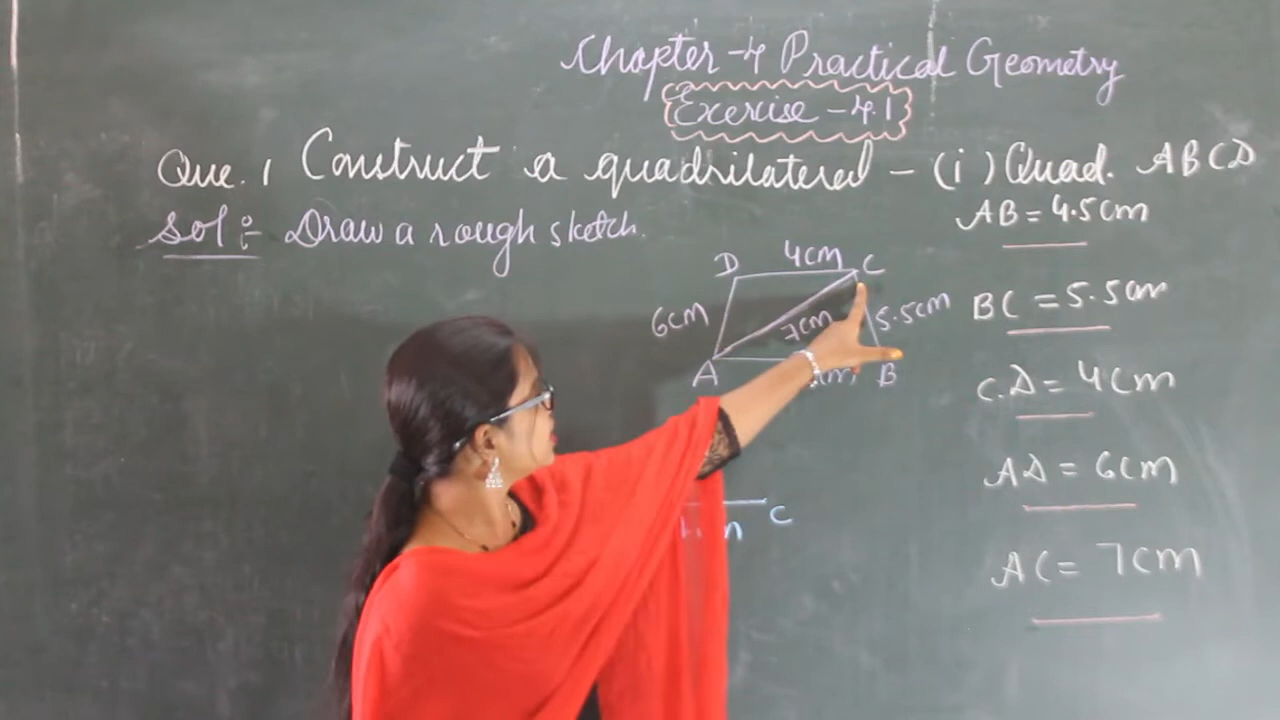 Chapter-4 Practical Geometry
Exercise-4.1
Que. 1 Construct a quadrilateral - (i) Quad. ABCD
Sol:- Draw a rough sketch.
AB = 4.5cm
D 4cm C
6cm 7cm 5.5cm
A B
BC = 5.5cm
C.D = 4cm
AD = 6cm
C
AC = 7cm